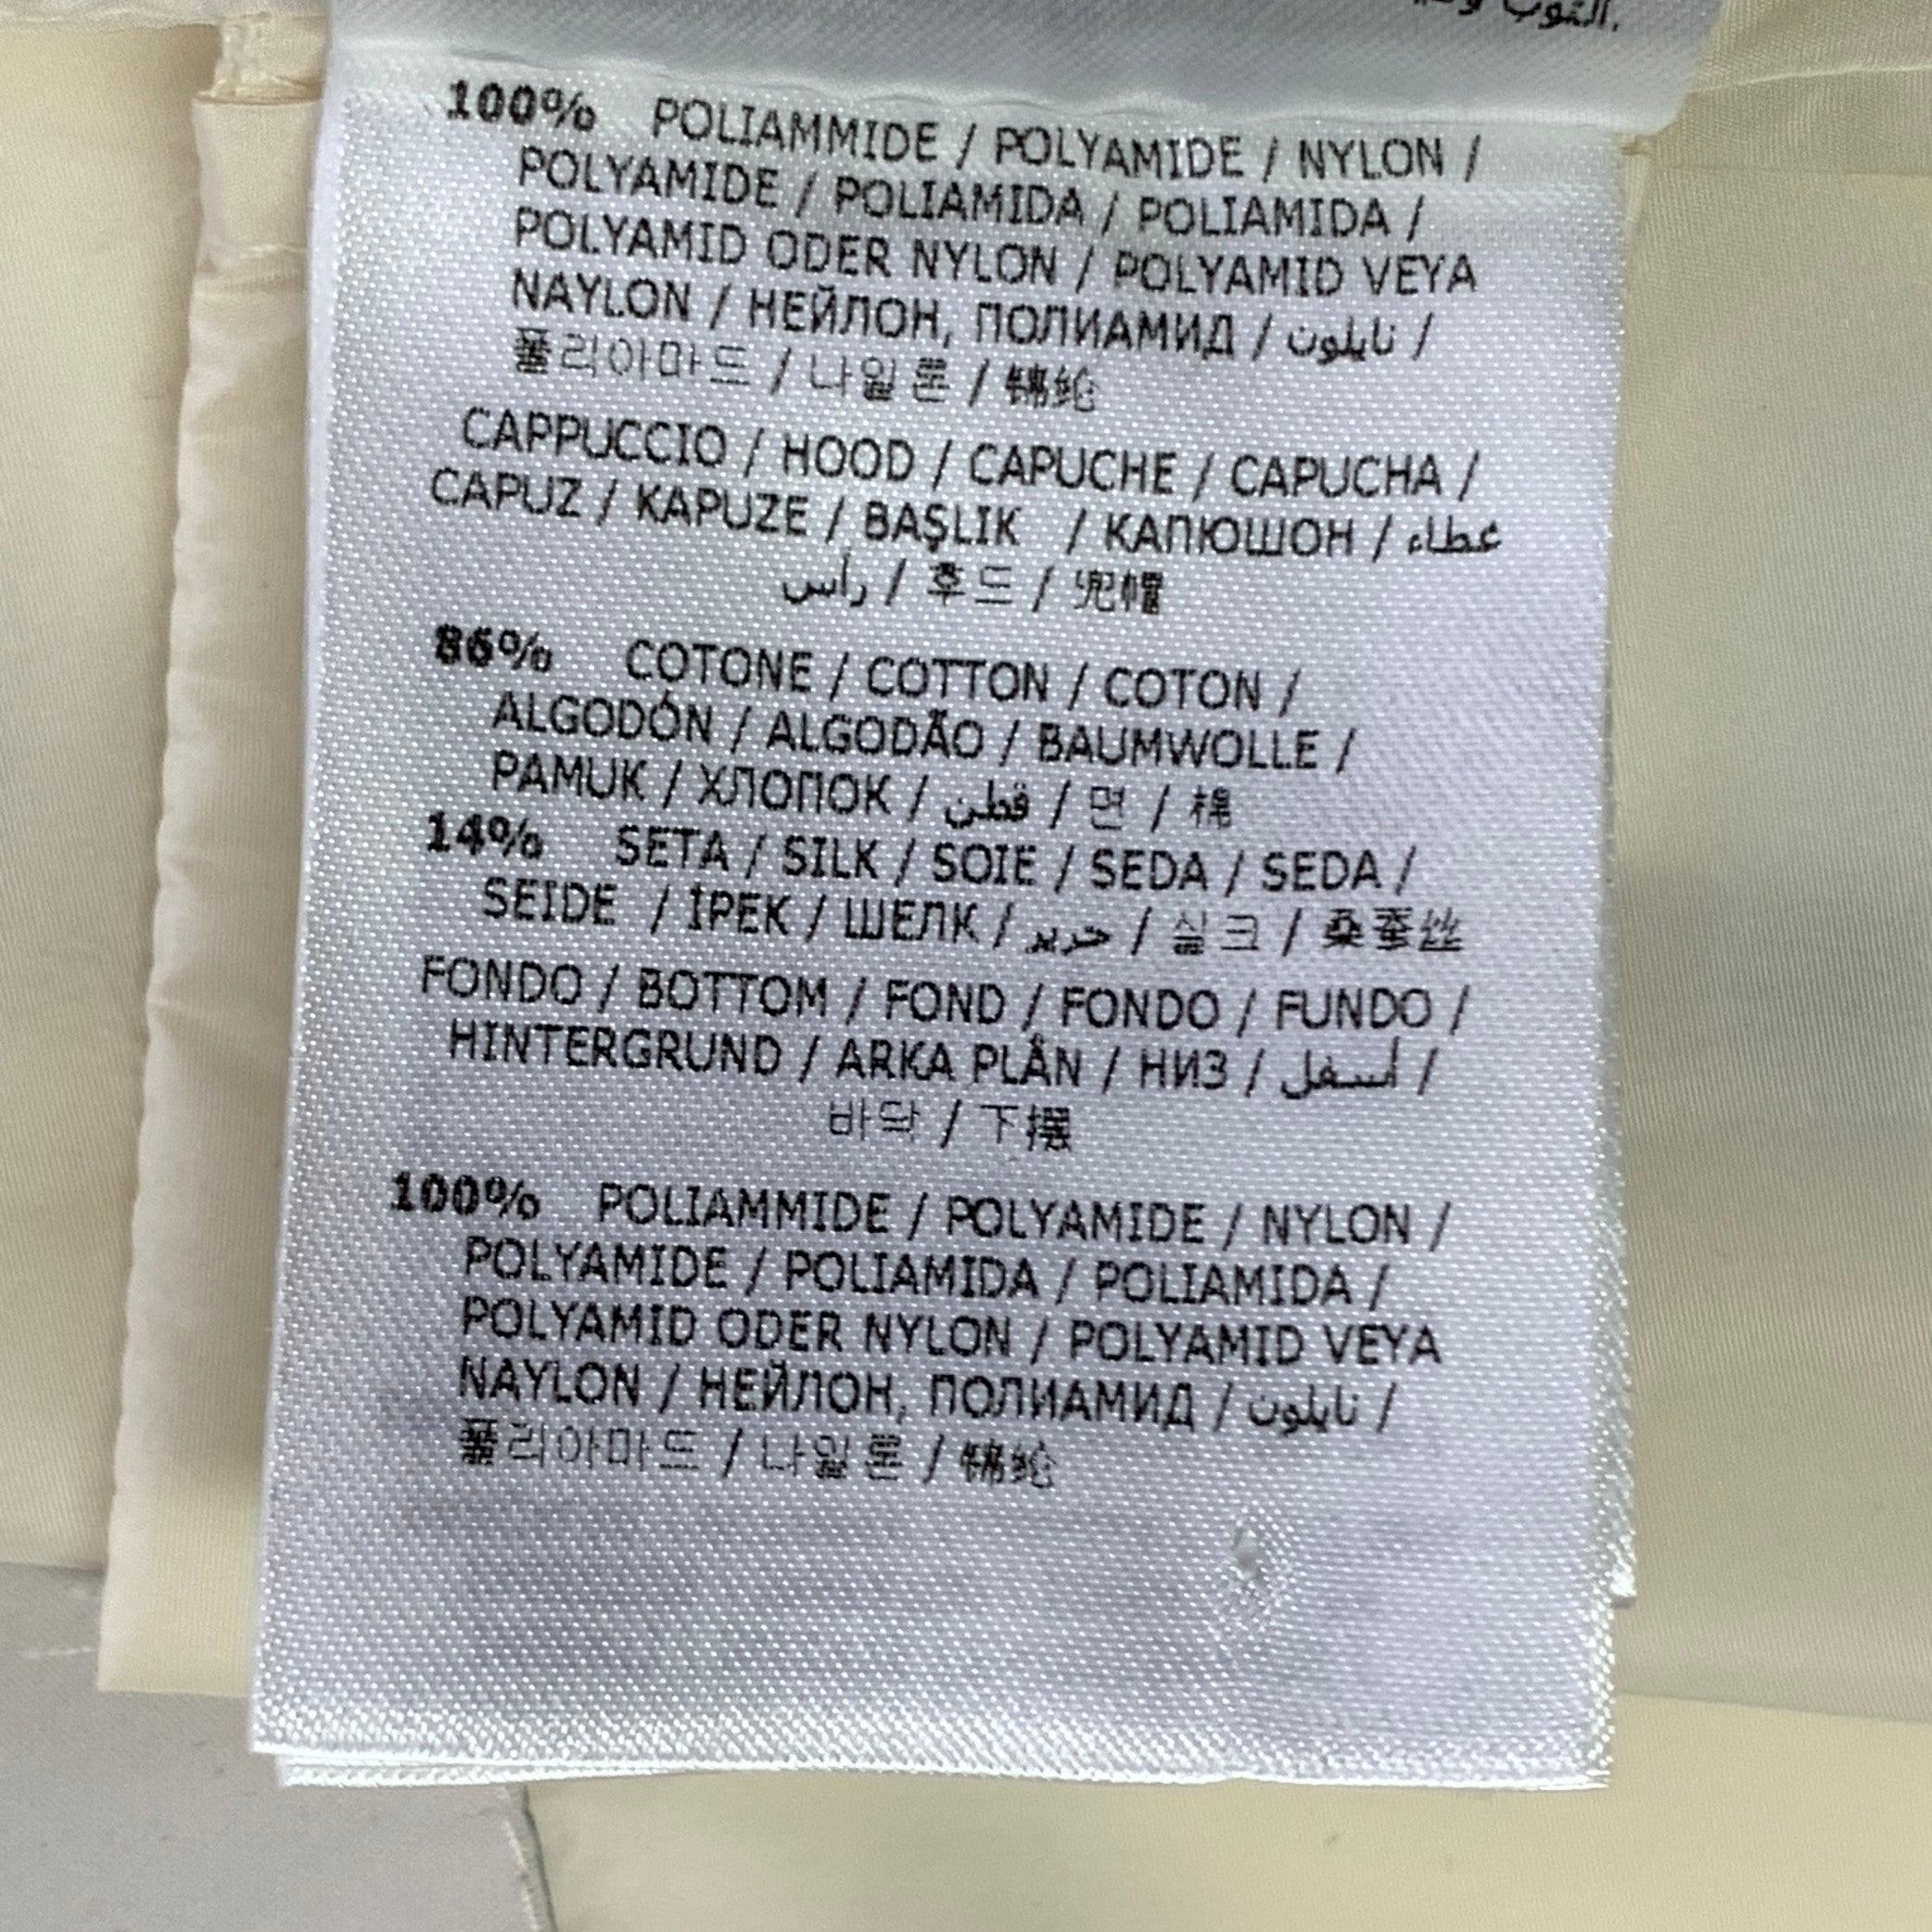 الثوب
100% POLIAMMIDE / POLYAMIDE / NYLON /
POLYAMIDE / POLIAMIDA / POLIAMIDA /
POLYAMID ODER NYLON / POLYAMID VEYA
NAYLON / НЕЙЛОН, ПОЛИАМИД / نايلون /
폴리아마드 / 나일론 / 锦纶
CAPPUCCIO / HOOD / CAPUCHE / CAPUCHA /
CAPUZ / KAPUZE / BAŞLIK / КАПЮШОН / غطاء
رأس / 후드 / 兜帽
86% COTONE / COTTON / COTON /
ALGODÓN / ALGODÃO / BAUMWOLLE /
PAMUK / ХЛОПОК / قطن / 면 / 棉
14% SETA / SILK / SOIE / SEDA / SEDA /
SEIDE / İPEK / ШЕЛК / حرير / 실크 / 桑蚕丝
FONDO / BOTTOM / FOND / FONDO / FUNDO /
HINTERGRUND / ARKA PLÂN / НИЗ / أسفل /
바닥 / 下摆
100% POLIAMMIDE / POLYAMIDE / NYLON /
POLYAMIDE / POLIAMIDA / POLIAMIDA /
POLYAMID ODER NYLON / POLYAMID VEYA
NAYLON / НЕЙЛОН, ПОЛИАМИД / نايلون /
폴리아마드 / 나일론 / 锦纶